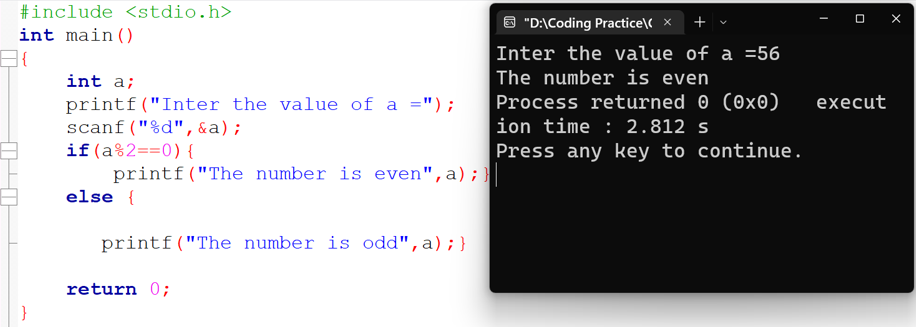 #include <stdio.h>
int main()
{
    int a;
    printf("Inter the value of a =");
    scanf("%d",&a);
    if(a%2==0){
        printf("The number is even",a);}
    else {
        printf("The number is odd",a);}
    return 0;
}
"D:\Coding Practice\C
Inter the value of a =56
The number is even
Process returned 0 (0x0)   execut
ion time : 2.812 s
Press any key to continue.